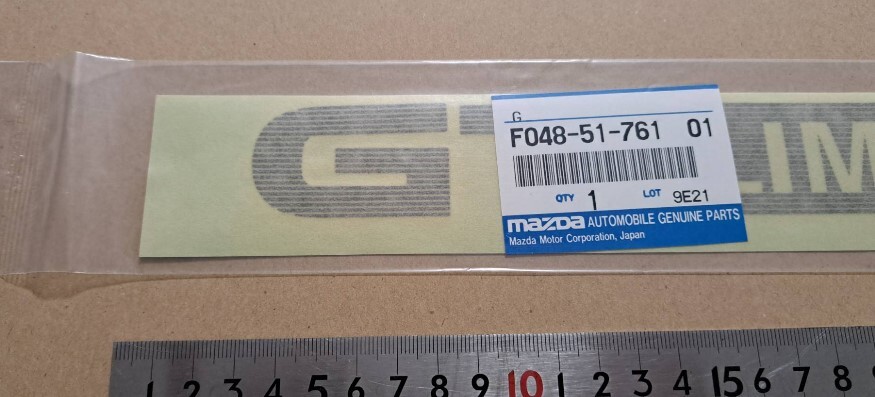 G
F048-51-761 01
QTY 1 LOT 9E21
mazda AUTOMOBILE GENUINE PARTS
Mazda Motor Corporation, Japan
GT LIM
1 2 3 4 5 6 7 8 9 10 1 2 3 4 15 6 7 8